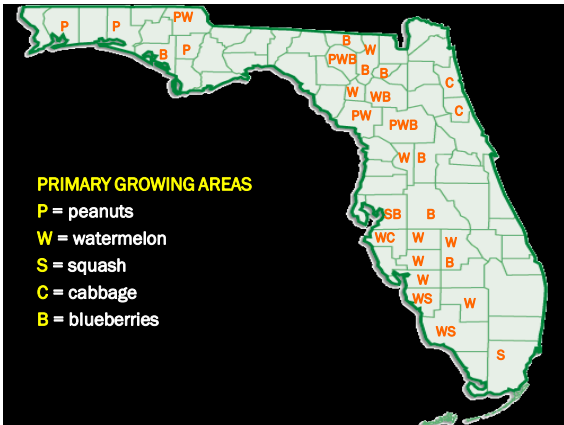 PW
P
P
B
P
B
W
PWB
B
B
C
W
WB
C
PW
PWB
W
B
PRIMARY GROWING AREAS
P = peanuts
SB
B
W = watermelon
WC
W
W
S = squash
W
B
W
C = cabbage
WS
W
B = blueberries
WS
S